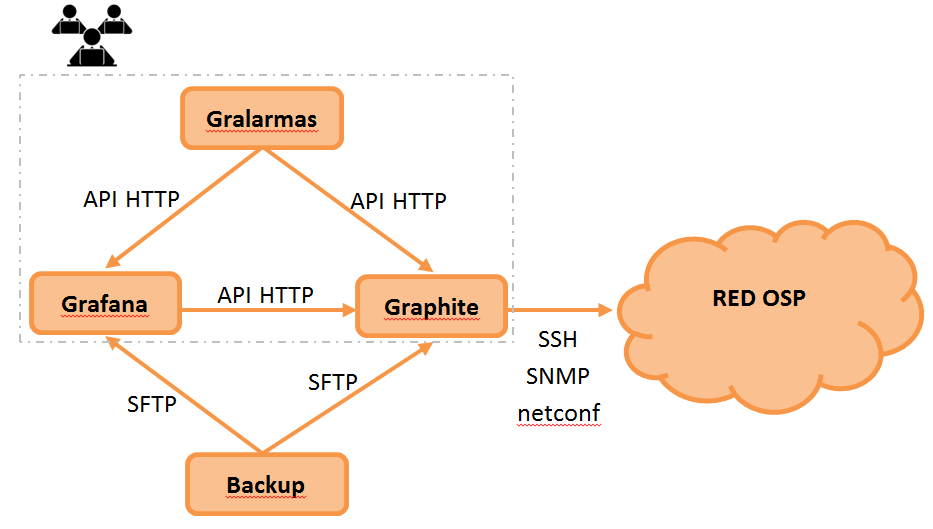 Gralarmas
API HTTP
API HTTP
Grafana
API HTTP
Graphite
RED OSP
SSH
SNMP
netconf
SFTP
SFTP
Backup